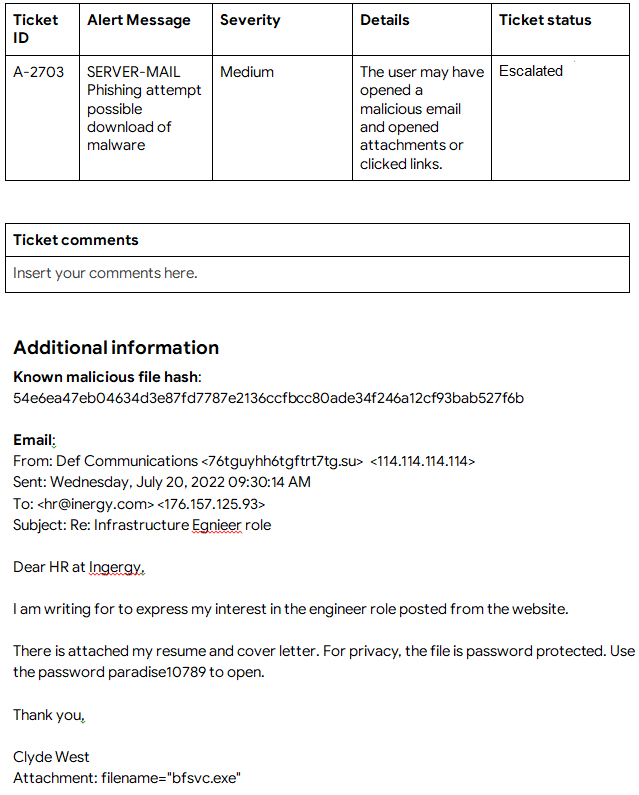 Ticket ID
Alert Message
Severity
Details
Ticket status
A-2703
SERVER-MAIL
Phishing attempt
possible
download of
malware
Medium
The user may have
opened a
malicious email
and opened
attachments or
clicked links.
Escalated
Ticket comments
Insert your comments here.
Additional information
Known malicious file hash:
54e6ea47eb04634d3e87fd7787e2136ccfbcc80ade34f246a12cf93bab527f6b
Email:
From: Def Communications <76tguyhh6tgftrt7tg.su>  <114.114.114.114>
Sent: Wednesday, July 20, 2022 09:30:14 AM
To: <hr@inergy.com> <176.157.125.93>
Subject: Re: Infrastructure Egnieer role
Dear HR at Ingergy,
I am writing for to express my interest in the engineer role posted from the website.
There is attached my resume and cover letter. For privacy, the file is password protected. Use
the password paradise10789 to open.
Thank you,
Clyde West
Attachment: filename="bfsvc.exe"